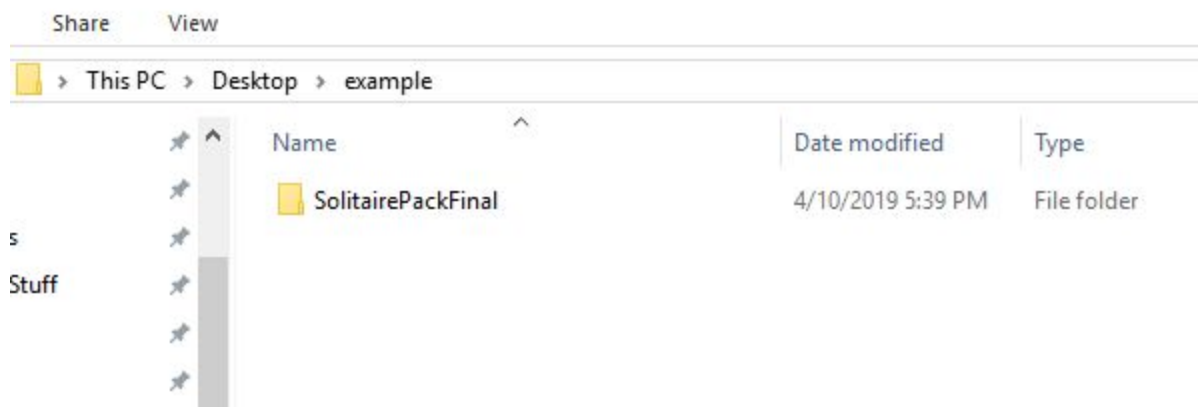 Share View
> This PC > Desktop > example
Name Date modified Type
SolitairePackFinal 4/10/2019 5:39 PM File folder
s
Stuff